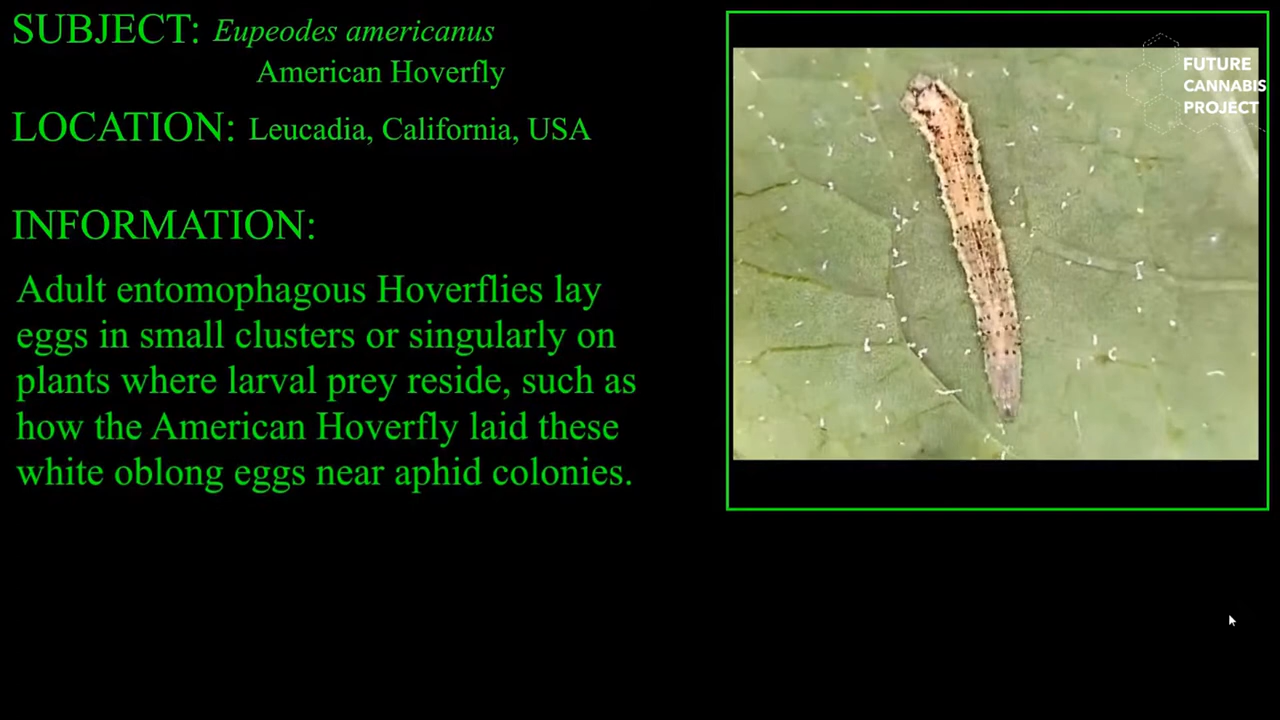 SUBJECT: Eupeodes americanus
American Hoverfly
LOCATION: Leucadia, California, USA
INFORMATION:
Adult entomophagous Hoverflies lay
eggs in small clusters or singularly on
plants where larval prey reside, such as
how the American Hoverfly laid these
white oblong eggs near aphid colonies.
FUTURE
CANNABIS
PROJECT